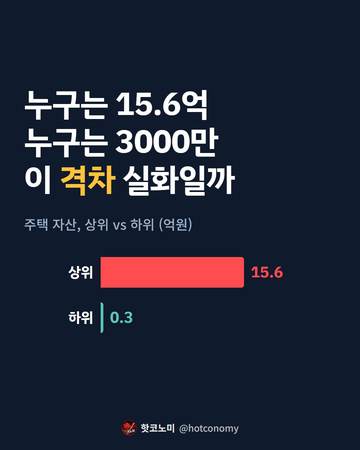 누구는 15.6억
누구는 3000만
이 격차 실화일까
주택 자산, 상위 vs 하위 (억원)
상위 15.6
하위 0.3
핫코노미 @hotconomy